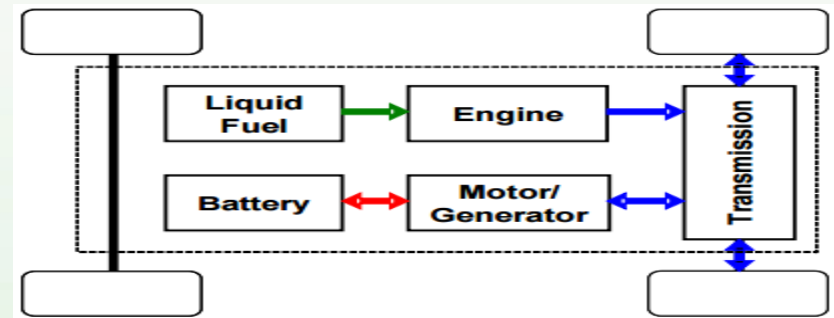 Liquid
Fuel
Engine
Battery
Motor/
Generator
Transmission